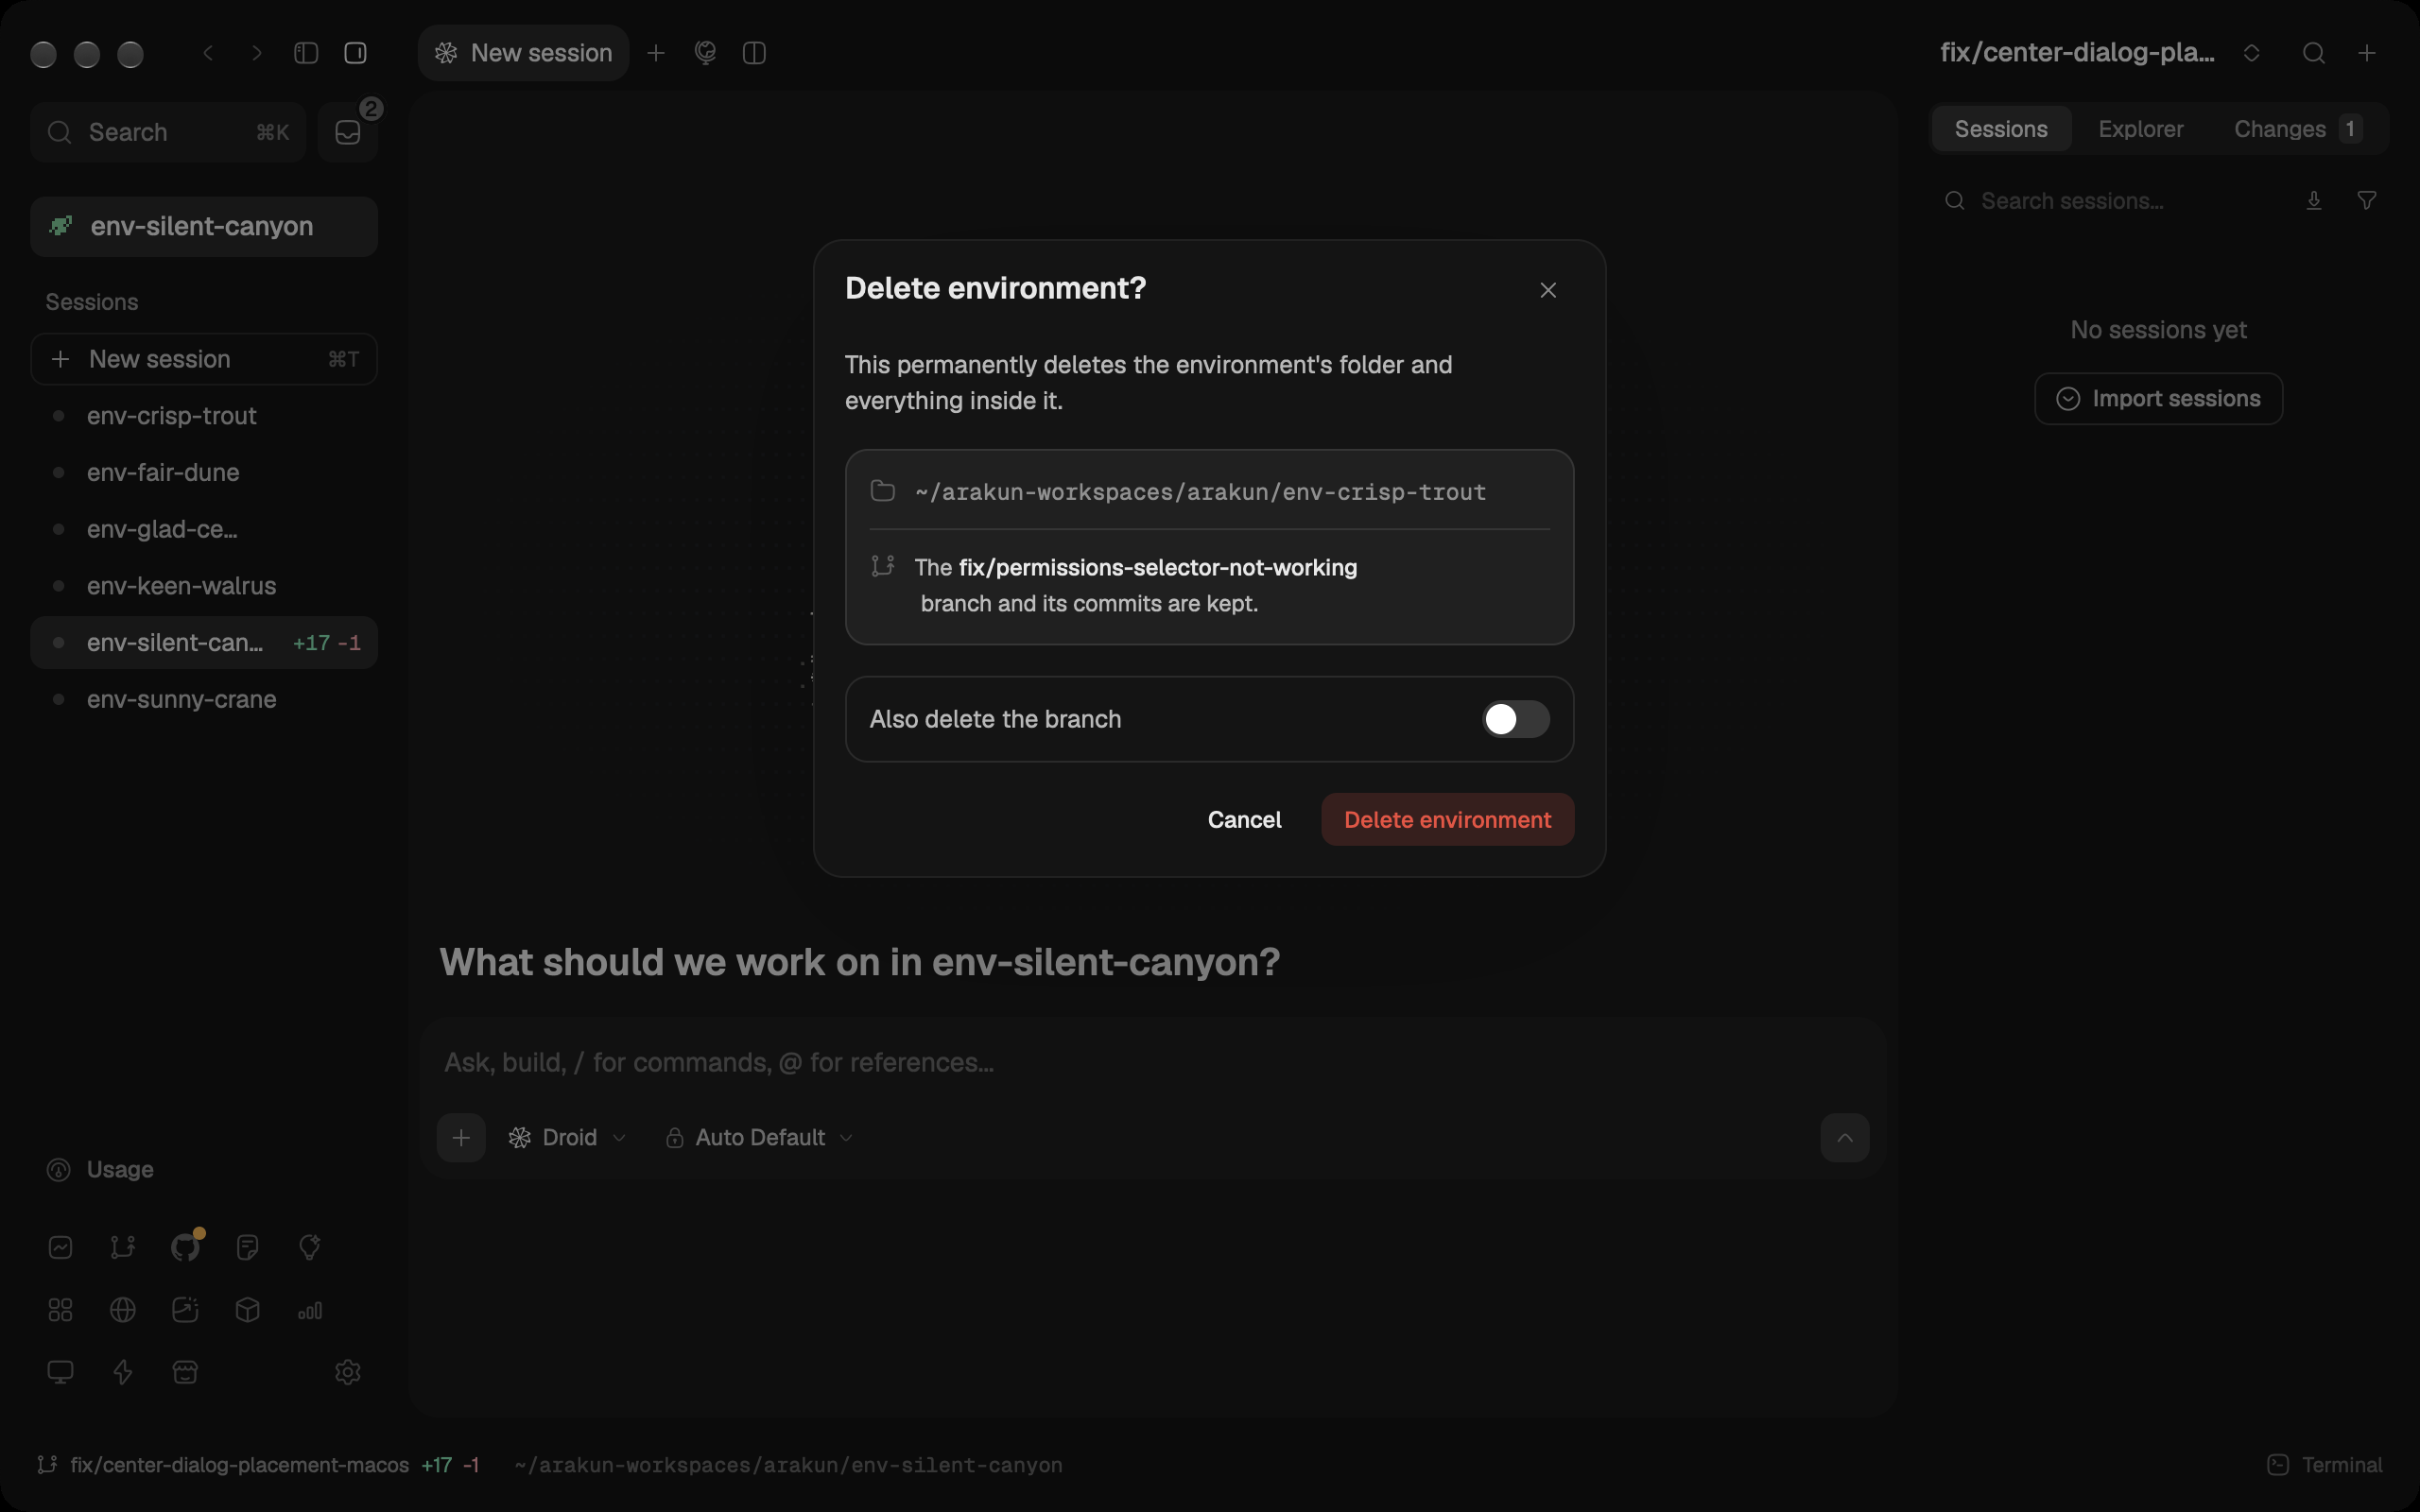 New session
fix/center-dialog-pla...
Search ⌘K
2
Sessions
Explorer
Changes 1
Search sessions...
env-silent-canyon
Sessions
New session ⌘T
env-crisp-trout
env-fair-dune
env-glad-ce...
env-keen-walrus
env-silent-can... +17 -1
env-sunny-crane
No sessions yet
Import sessions
Delete environment?
This permanently deletes the environment's folder and
everything inside it.
~/arakun-workspaces/arakun/env-crisp-trout
The fix/permissions-selector-not-working
branch and its commits are kept.
Also delete the branch
Cancel
Delete environment
What should we work on in env-silent-canyon?
Ask, build, / for commands, @ for references...
Droid
Auto Default
Usage
fix/center-dialog-placement-macos +17 -1
~/arakun-workspaces/arakun/env-silent-canyon
Terminal